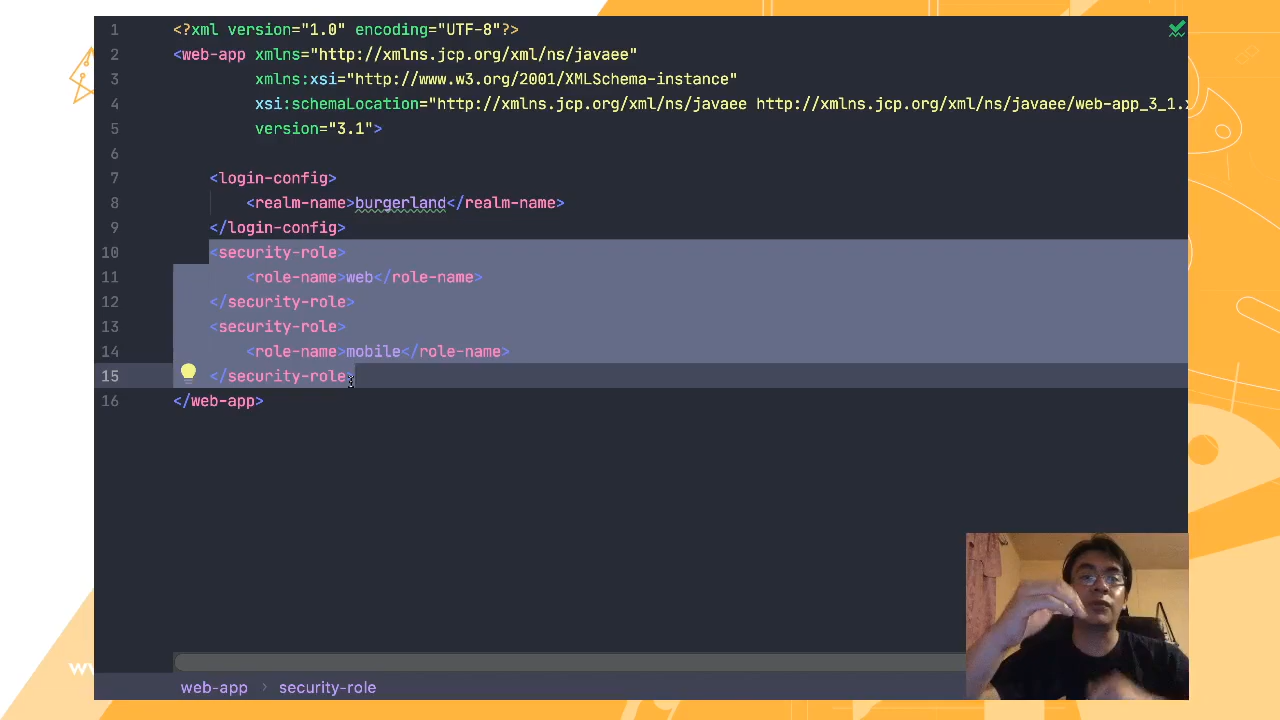 1 <?xml version="1.0" encoding="UTF-8"?>
2 <web-app xmlns="http://xmlns.jcp.org/xml/ns/javaee"
3 xmlns:xsi="http://www.w3.org/2001/XMLSchema-instance"
4 xsi:schemaLocation="http://xmlns.jcp.org/xml/ns/javaee http://xmlns.jcp.org/xml/ns/javaee/web-app_3_1.
5 version="3.1">
6
7 <login-config>
8 <realm-name>burgerland</realm-name>
9 </login-config>
10 <security-role>
11 <role-name>web</role-name>
12 </security-role>
13 <security-role>
14 <role-name>mobile</role-name>
15 </security-role>
16 </web-app>
web-app > security-role